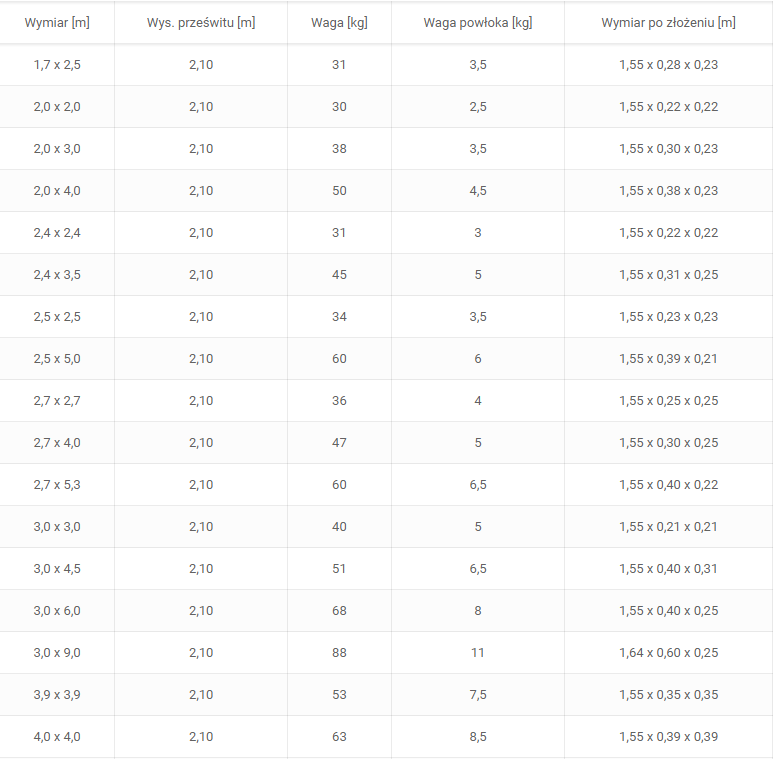 Wymiar [m] Wys. prześwitu [m] Waga [kg] Waga powłoka [kg] Wymiar po złożeniu [m]
1,7 x 2,5 2,10 31 3,5 1,55 x 0,28 x 0,23
2,0 x 2,0 2,10 30 2,5 1,55 x 0,22 x 0,22
2,0 x 3,0 2,10 38 3,5 1,55 x 0,30 x 0,23
2,0 x 4,0 2,10 50 4,5 1,55 x 0,38 x 0,23
2,4 x 2,4 2,10 31 3 1,55 x 0,22 x 0,22
2,4 x 3,5 2,10 45 5 1,55 x 0,31 x 0,25
2,5 x 2,5 2,10 34 3,5 1,55 x 0,23 x 0,23
2,5 x 5,0 2,10 60 6 1,55 x 0,39 x 0,21
2,7 x 2,7 2,10 36 4 1,55 x 0,25 x 0,25
2,7 x 4,0 2,10 47 5 1,55 x 0,30 x 0,25
2,7 x 5,3 2,10 60 6,5 1,55 x 0,40 x 0,22
3,0 x 3,0 2,10 40 5 1,55 x 0,21 x 0,21
3,0 x 4,5 2,10 51 6,5 1,55 x 0,40 x 0,31
3,0 x 6,0 2,10 68 8 1,55 x 0,40 x 0,25
3,0 x 9,0 2,10 88 11 1,64 x 0,60 x 0,25
3,9 x 3,9 2,10 53 7,5 1,55 x 0,35 x 0,35
4,0 x 4,0 2,10 63 8,5 1,55 x 0,39 x 0,39